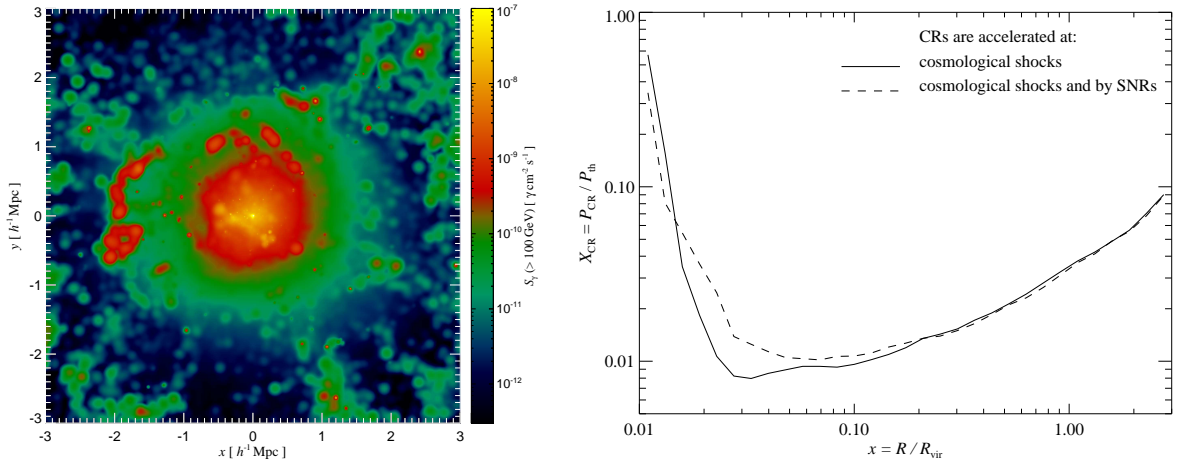 3
2
1
0
-1
-2
-3
y [ h⁻¹ Mpc ]
-3 -2 -1 0 1 2 3
x [ h⁻¹ Mpc ]
10⁻⁷
10⁻⁸
10⁻⁹
10⁻¹⁰
10⁻¹¹
10⁻¹²
S_γ (> 100 GeV) [ γ cm⁻² s⁻¹ ]
1.00
0.10
0.01
X_CR = P_CR / P_th
CRs are accelerated at:
cosmological shocks
cosmological shocks and by SNRs
0.01 0.10 1.00
x = R / R_vir